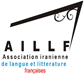 AILLF
Association iranienne
de langue et littérature
françaises